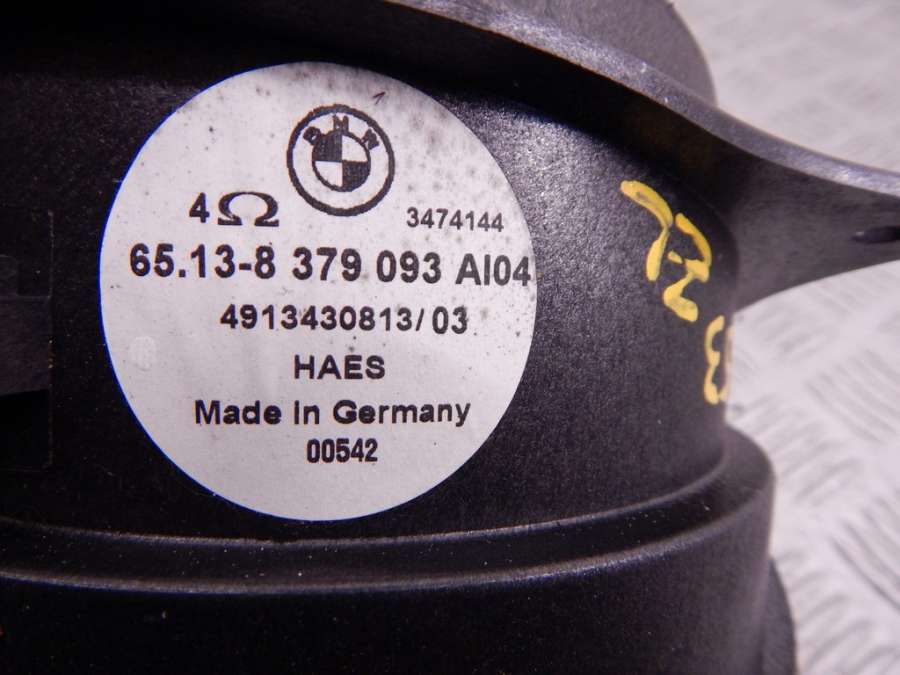 BMW
4Ω 3474144
65.13-8 379 093 AI04
4913430813/03
HAES
Made In Germany
00542